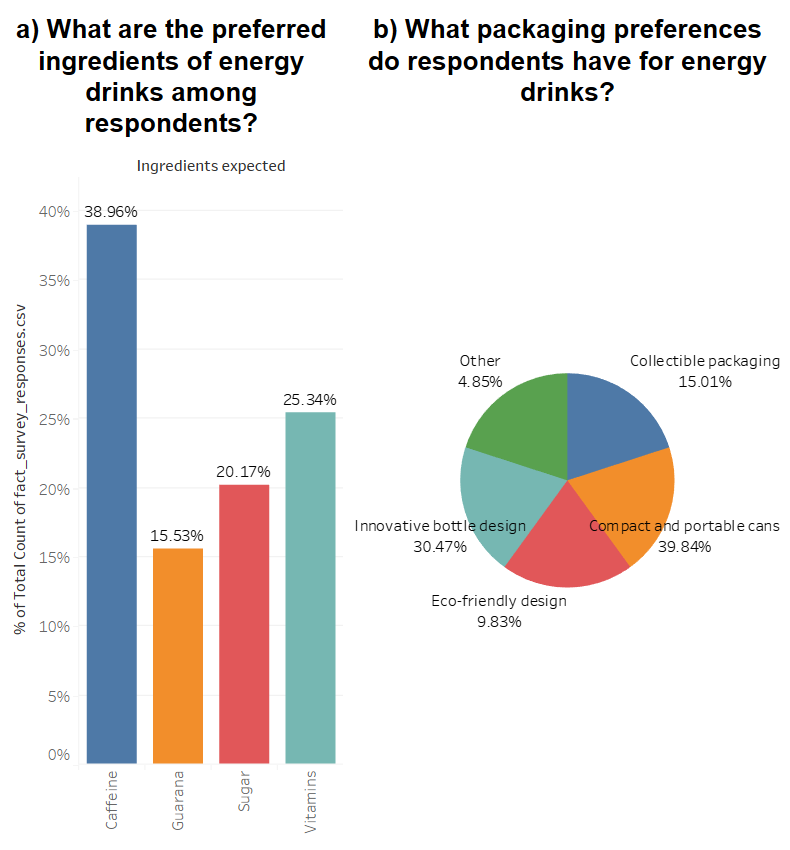 a) What are the preferred
ingredients of energy
drinks among
respondents?
b) What packaging preferences
do respondents have for energy
drinks?
Ingredients expected
% of Total Count of fact_survey_responses.csv
40%
35%
30%
25%
20%
15%
10%
5%
0%
38.96%
15.53%
20.17%
25.34%
Caffeine
Guarana
Sugar
Vitamins
Other
4.85%
Collectible packaging
15.01%
Innovative bottle design
30.47%
Compact and portable cans
39.84%
Eco-friendly design
9.83%